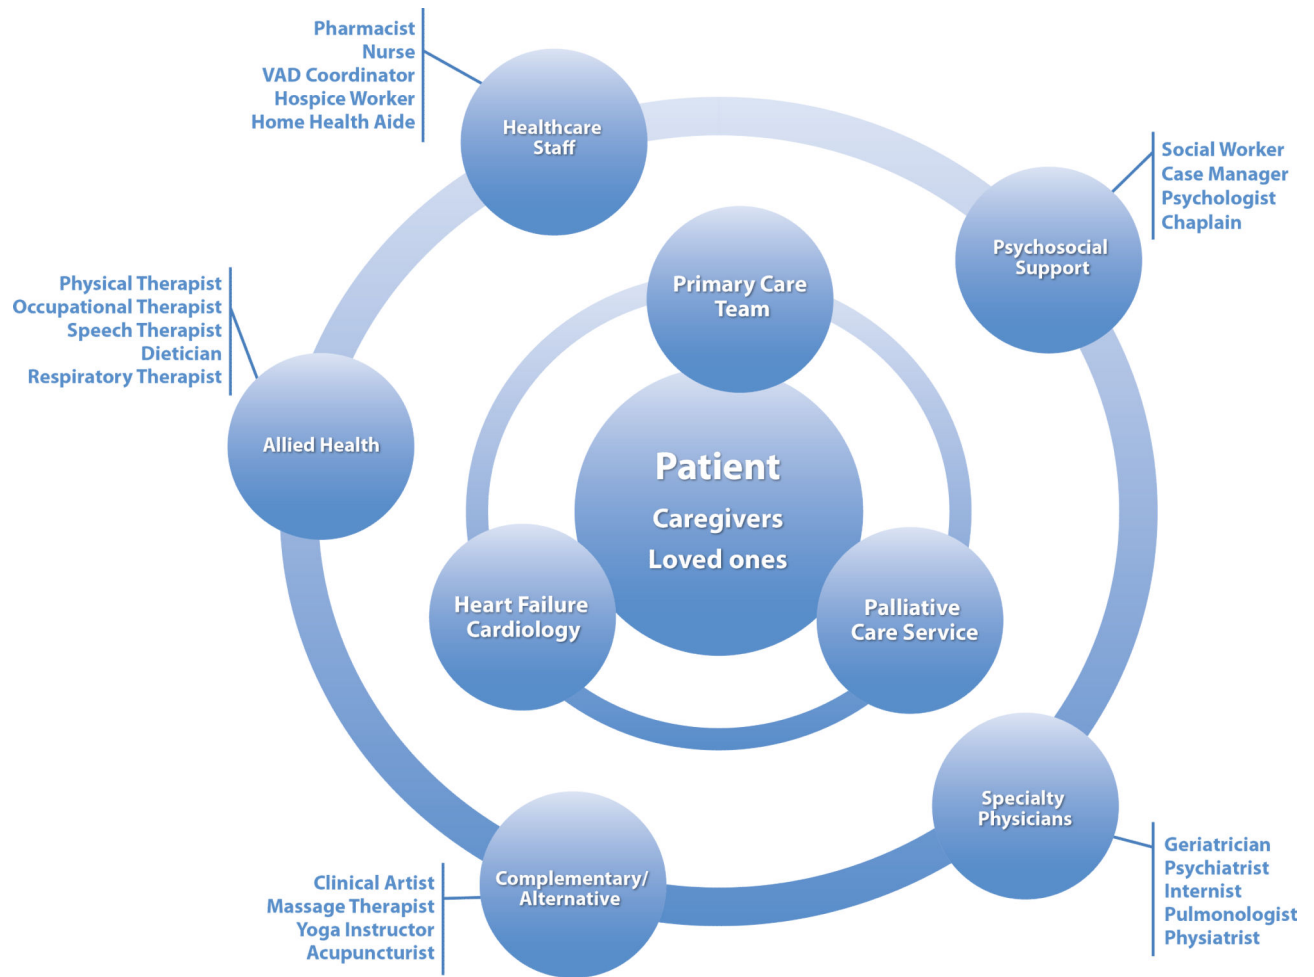 Pharmacist
Nurse
VAD Coordinator
Hospice Worker
Home Health Aide
Healthcare
Staff
Social Worker
Case Manager
Psychologist
Chaplain
Psychosocial
Support
Primary Care
Team
Physical Therapist
Occupational Therapist
Speech Therapist
Dietician
Respiratory Therapist
Allied Health
Patient
Caregivers
Loved ones
Heart Failure
Cardiology
Palliative
Care Service
Specialty
Physicians
Geriatrician
Psychiatrist
Internist
Pulmonologist
Physiatrist
Complementary/
Alternative
Clinical Artist
Massage Therapist
Yoga Instructor
Acupuncturist